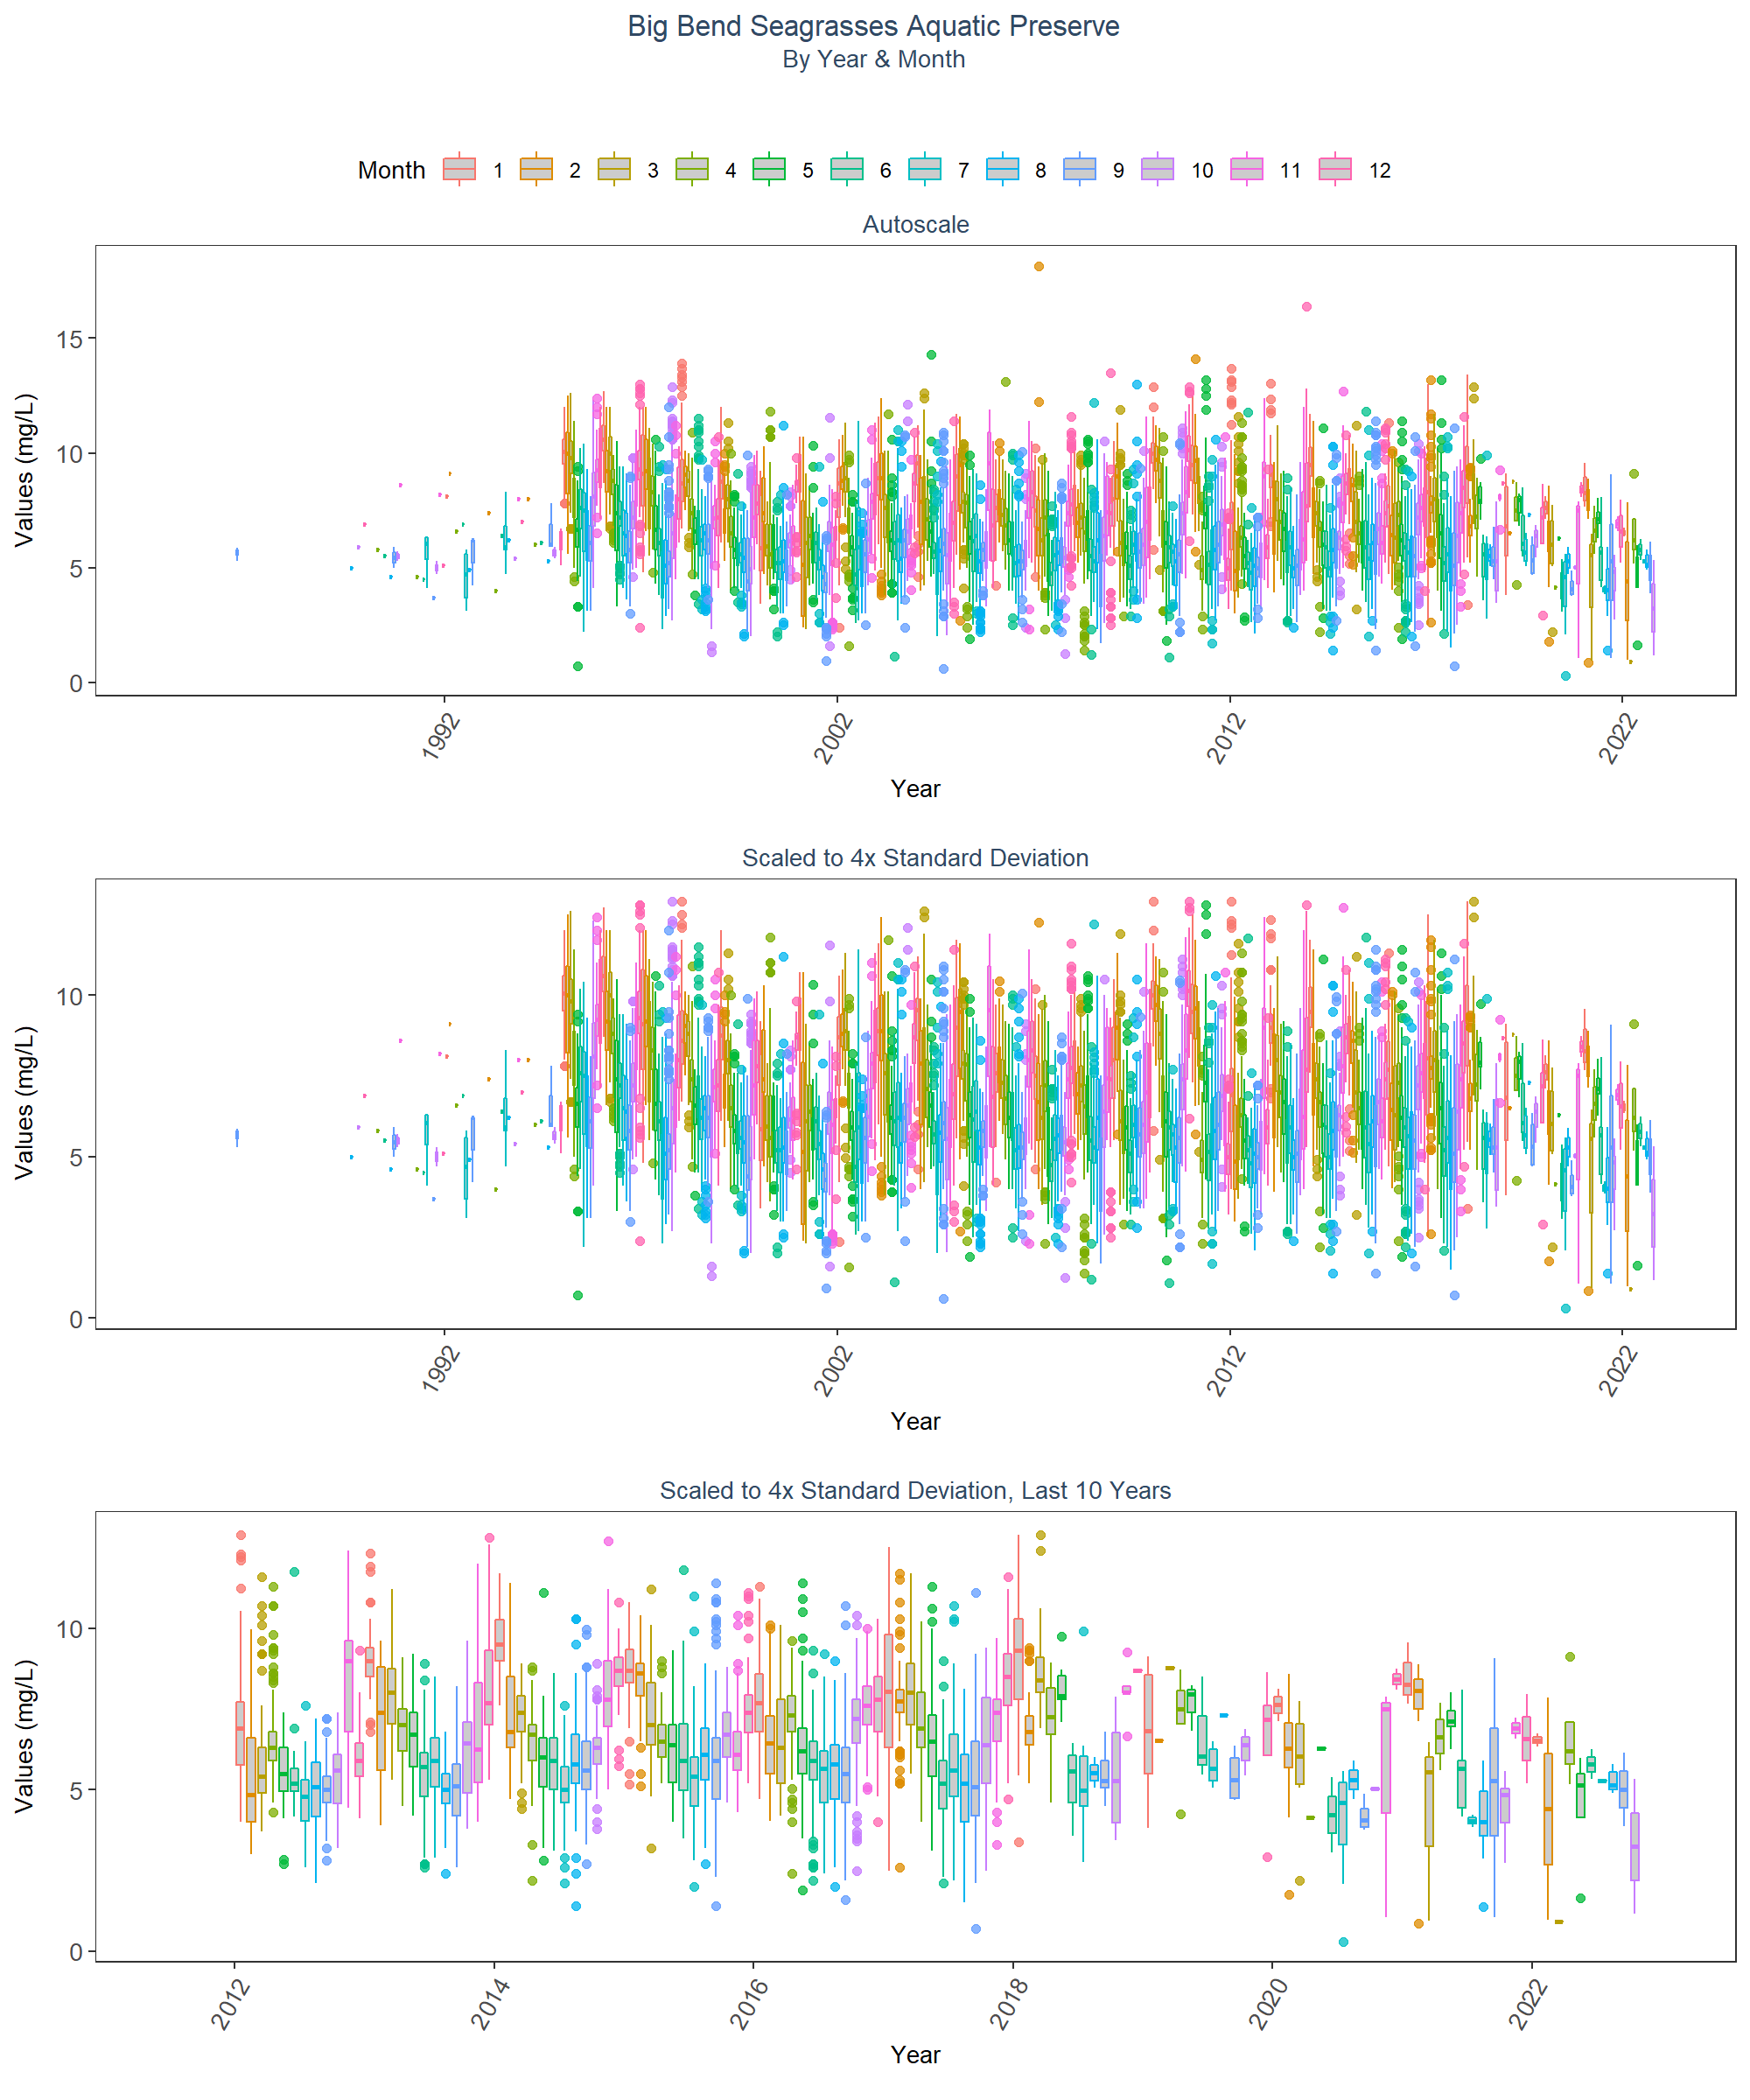 Big Bend Seagrasses Aquatic Preserve
By Year & Month
Month 1 2 3 4 5 6 7 8 9 10 11 12
Autoscale
Values (mg/L)
15
10
5
0
1992 2002 2012 2022
Year
Scaled to 4x Standard Deviation
Values (mg/L)
10
5
0
1992 2002 2012 2022
Year
Scaled to 4x Standard Deviation, Last 10 Years
Values (mg/L)
10
5
0
2012 2014 2016 2018 2020 2022
Year